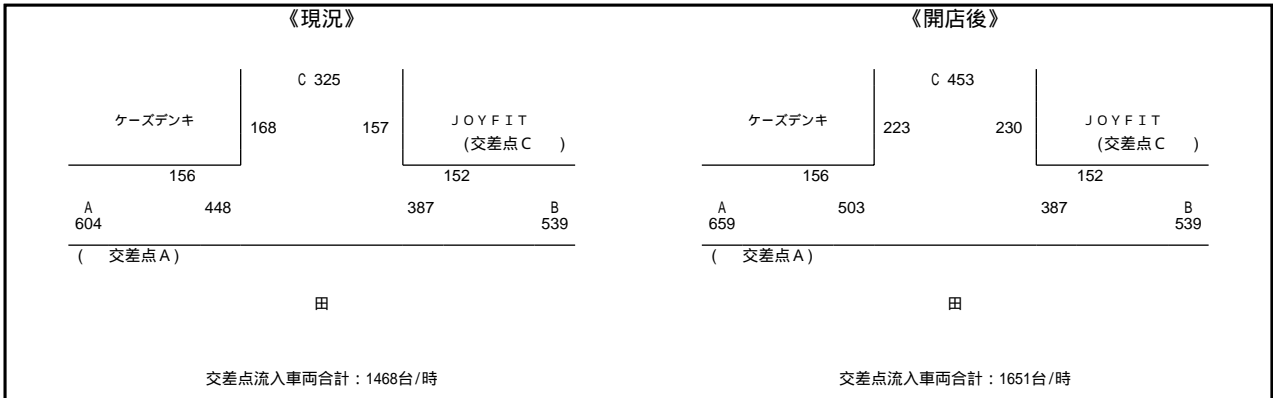 《現況》
C 325
ケーズデンキ
168
157
JOYFIT
(交差点C )
156
152
A
448
387
B
604
539
( 交差点A)
田
交差点流入車両合計:1468台/時
《開店後》
C 453
ケーズデンキ
223
230
JOYFIT
(交差点C )
156
152
A
503
387
B
659
539
( 交差点A)
田
交差点流入車両合計:1651台/時